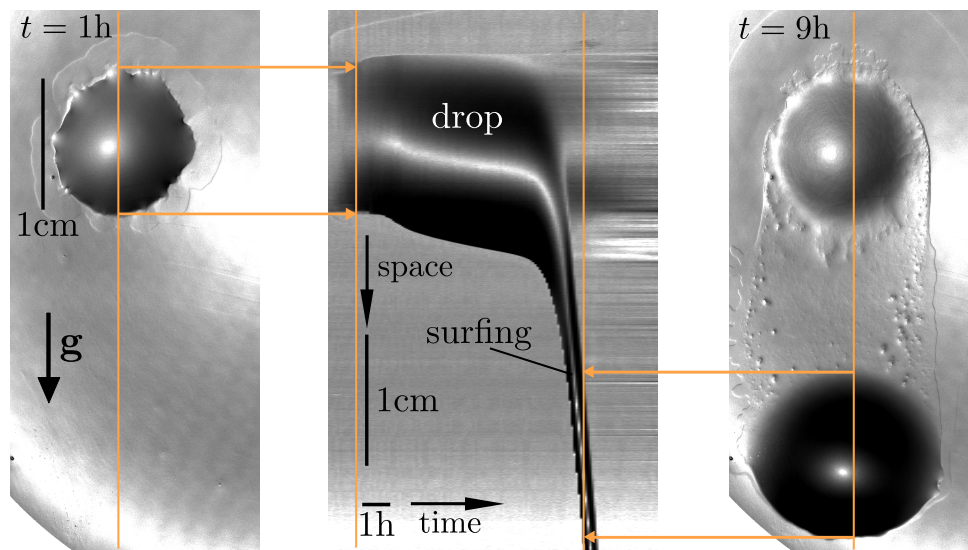 t = 1h
1cm
g
drop
space
surfing
1cm
1h
time
t = 9h